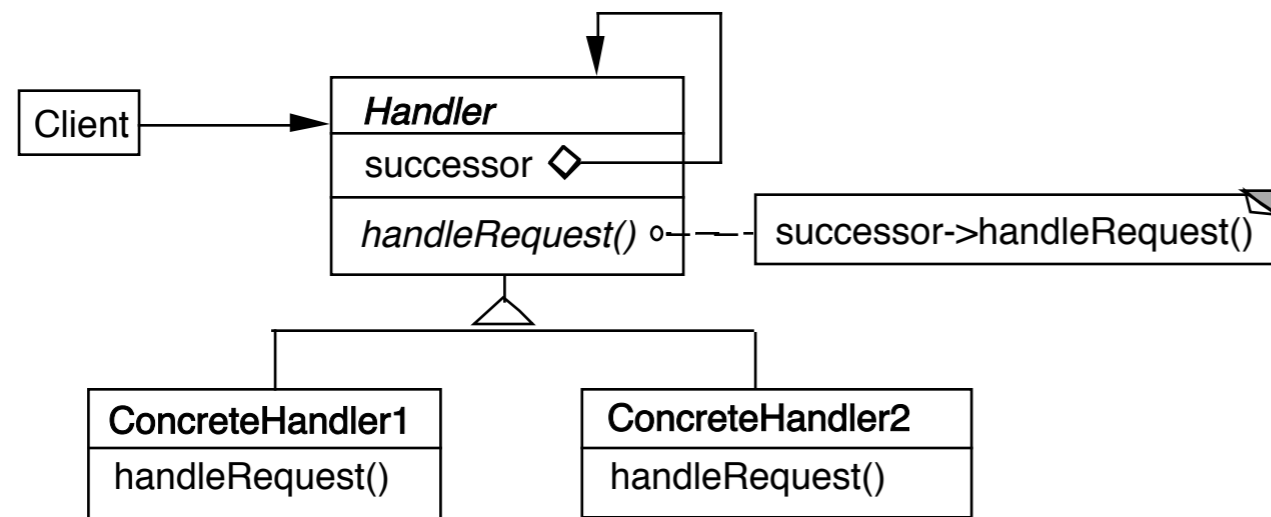 Client
Handler
successor
handleRequest()
successor->handleRequest()
ConcreteHandler1
handleRequest()
ConcreteHandler2
handleRequest()